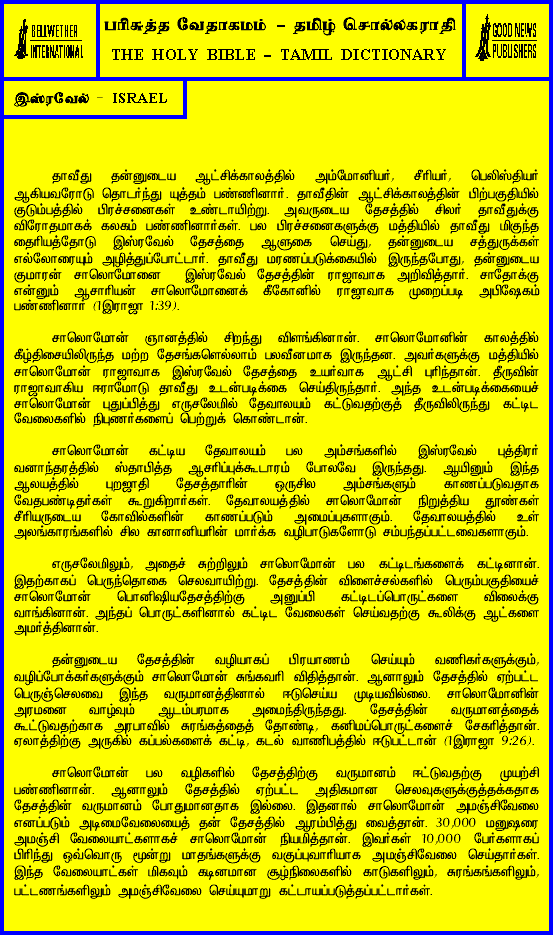 BELLWETHER
INTERNATIONAL
பரிசுத்த வேதாகமம் - தமிழ் சொல்லகராதி
THE HOLY BIBLE - TAMIL DICTIONARY
GOOD NEWS
PUBLISHERS
இஸ்ரவேல் - ISRAEL
தாவீது தன்னுடைய ஆட்சிக்காலத்தில் அம்மோனியர், சீரியர், பெலிஸ்தியர்
ஆகியவரோடு தொடர்ந்து யுத்தம் பண்ணினார். தாவீதின் ஆட்சிக்காலத்தின் பிற்பகுதியில்
குடும்பத்தில் பிரச்சனைகள் உண்டாயிற்று. அவருடைய தேசத்தில் சிலர் தாவீதுக்கு
விரோதமாகக் கலகம் பண்ணினார்கள். பல பிரச்சனைகளுக்கு மத்தியில் தாவீது மிகுந்த
தைரியத்தோடு இஸ்ரவேல் தேசத்தை ஆளுகை செய்து, தன்னுடைய சத்துருக்கள்
எல்லோரையும் அழித்துப்போட்டார். தாவீது மரணப்படுக்கையில் இருந்தபோது, தன்னுடைய
குமாரன் சாலொமோனை இஸ்ரவேல் தேசத்தின் ராஜாவாக அறிவித்தார். சாதோக்கு
என்னும் ஆசாரியன் சாலொமோனைக் கீகோனில் ராஜாவாக முறைப்படி அபிஷேகம்
பண்ணினார் (1இராஜா 1:39).
சாலொமோன் ஞானத்தில் சிறந்து விளங்கினான். சாலொமோனின் காலத்தில்
கீழ்திசையிலிருந்த மற்ற தேசங்களெல்லாம் பலவீனமாக இருந்தன. அவர்களுக்கு மத்தியில்
சாலொமோன் ராஜாவாக இஸ்ரவேல் தேசத்தை உயர்வாக ஆட்சி புரிந்தான். தீருவின்
ராஜாவாகிய ஈராமோடு தாவீது உடன்படிக்கை செய்திருந்தார். அந்த உடன்படிக்கையைச்
சாலொமோன் புதுப்பித்து எருசலேமில் தேவாலயம் கட்டுவதற்குத் தீருவிலிருந்து கட்டிட
வேலைகளில் நிபுணர்களைப் பெற்றுக் கொண்டான்.
சாலொமோன் கட்டிய தேவாலயம் பல அம்சங்களில் இஸ்ரவேல் புத்திரர்
வனாந்தரத்தில் ஸ்தாபித்த ஆசரிப்புக்கூடாரம் போலவே இருந்தது. ஆயினும் இந்த
ஆலயத்தில் புறஜாதி தேசத்தாரின் ஒருசில அம்சங்களும் காணப்படுவதாக
வேதபண்டிதர்கள் கூறுகிறார்கள். தேவாலயத்தில் சாலொமோன் நிறுத்திய தூண்கள்
சீரியருடைய கோவில்களின் காணப்படும் அமைப்புகளாகும். தேவாலயத்தில் உள்
அலங்காரங்களில் சில கானானியரின் மார்க்க வழிபாடுகளோடு சம்பந்தப்பட்டவைகளாகும்.
எருசலேமிலும், அதைச் சுற்றிலும் சாலொமோன் பல கட்டிடங்களைக் கட்டினான்.
இதற்காகப் பெருந்தொகை செலவாயிற்று. தேசத்தின் விளைச்சல்களில் பெரும்பகுதியைச்
சாலொமோன் பொனிஷியதேசத்திற்கு அனுப்பி கட்டிடப்பொருட்களை விலைக்கு
வாங்கினான். அந்தப் பொருட்களினால் கட்டிட வேலைகள் செய்வதற்கு கூலிக்கு ஆட்களை
அமர்த்தினான்.
தன்னுடைய தேசத்தின் வழியாகப் பிரயாணம் செய்யும் வணிகர்களுக்கும்,
வழிப்போக்கர்களுக்கும் சாலொமோன் சுங்கவரி விதித்தான். ஆனாலும் தேசத்தில் ஏற்பட்ட
பெருஞ்செலவை இந்த வருமானத்தினால் ஈடுசெய்ய முடியவில்லை. சாலொமோனின்
அரமனை வாழ்வும் ஆடம்பரமாக அமைந்திருந்தது. தேசத்தின் வருமானத்தைக்
கூட்டுவதற்காக அரபாவில் சுரங்கத்தைத் தோண்டி, கனிமப்பொருட்களைச் சேகரித்தான்.
ஏலாத்திற்கு அருகில் கப்பல்களைக் கட்டி, கடல் வாணிபத்தில் ஈடுபட்டான் (1இராஜா 9:26).
சாலொமோன் பல வழிகளில் தேசத்திற்கு வருமானம் ஈட்டுவதற்கு முயற்சி
பண்ணினான். ஆனாலும் தேசத்தில் ஏற்பட்ட அதிகமான செலவுகளுக்குத்தக்கதாக
தேசத்தின் வருமானம் போதுமானதாக இல்லை. இதனால் சாலொமோன் அமஞ்சிவேலை
எனப்படும் அடிமைவேலையைத் தன் தேசத்தில் ஆரம்பித்து வைத்தான். 30,000 மனுஷரை
அமஞ்சி வேலையாட்களாகச் சாலொமோன் நியமித்தான். இவர்கள் 10,000 பேர்களாகப்
பிரிந்து ஒவ்வொரு மூன்று மாதங்களுக்கு வகுப்புவாரியாக அமஞ்சிவேலை செய்தார்கள்.
இந்த வேலையாட்கள் மிகவும் கடினமான சூழ்நிலைகளில் காடுகளிலும், சுரங்கங்களிலும்,
பட்டணங்களிலும் அமஞ்சிவேலை செய்யுமாறு கட்டாயப்படுத்தப்பட்டார்கள்.